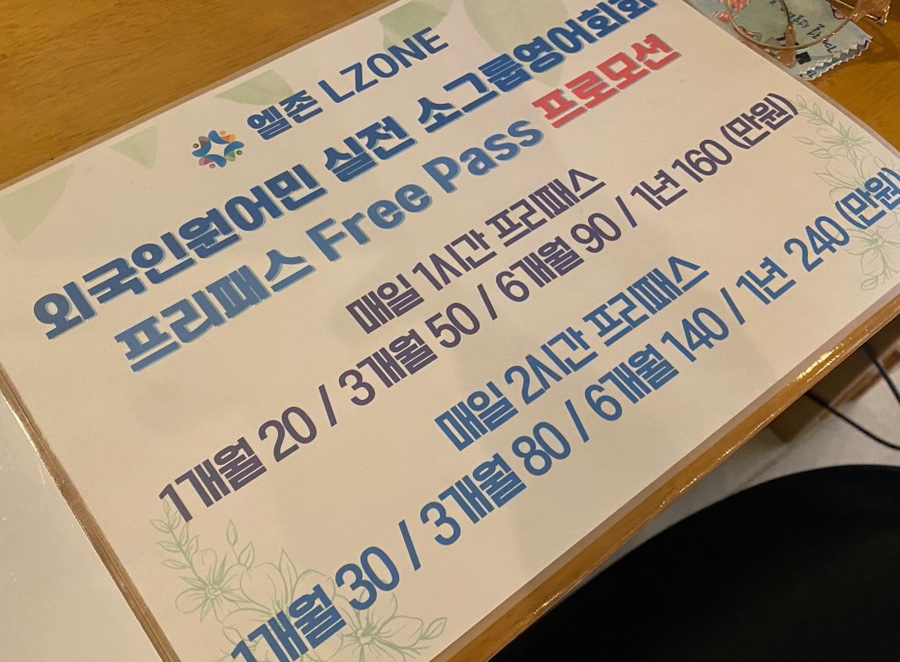 엘존 LZONE
외국인원어민 실전 소그룹영어회화
프리패스 Free Pass 프로모션
매일 1시간 프리패스
1개월 20 / 3개월 50 / 6개월 90 / 1년 160 (만원)
매일 2시간 프리패스
1개월 30 / 3개월 80 / 6개월 140 / 1년 240 (만원)